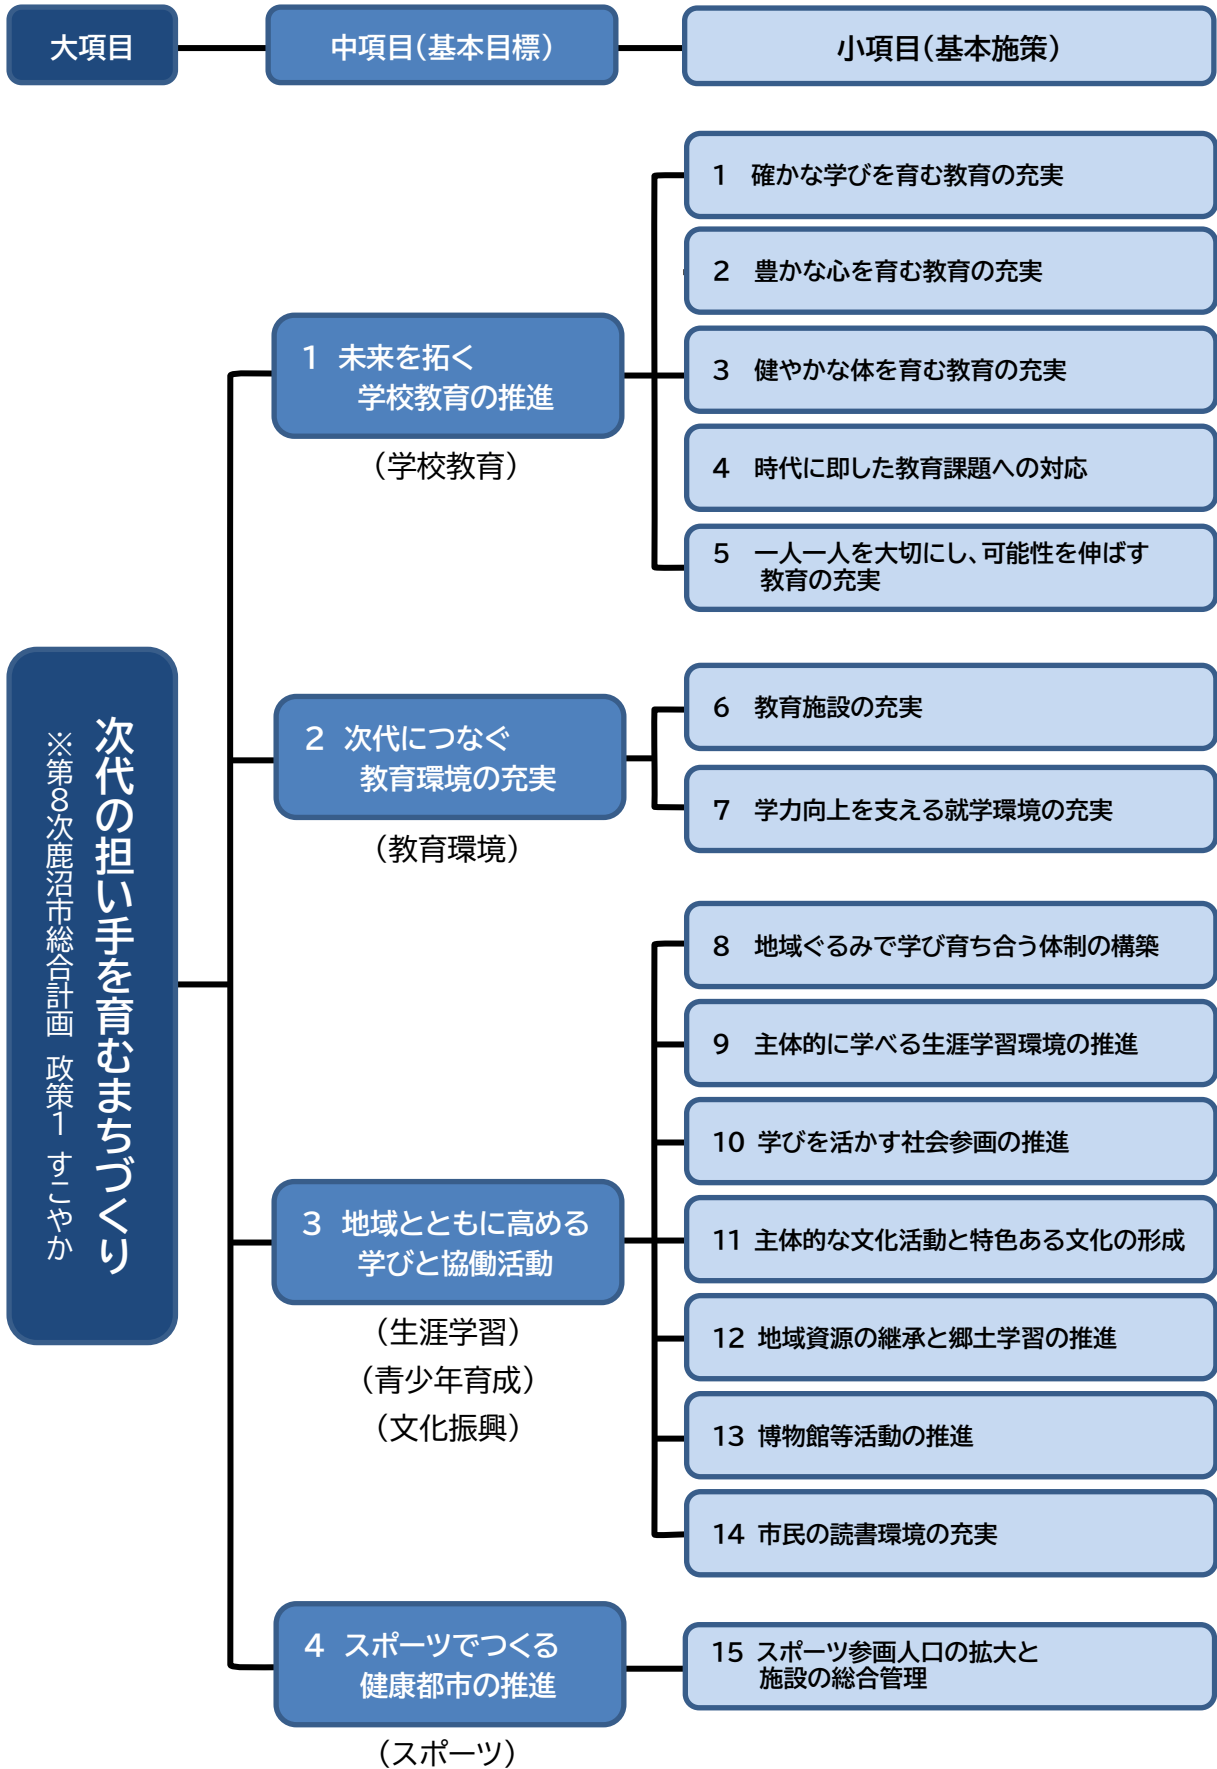 大項目
中項目（基本目標）
小項目（基本施策）
次代の担い手を育むまちづくり
※第８次鹿沼市総合計画 政策１ すこやか
1 未来を拓く
学校教育の推進
（学校教育）
1 確かな学びを育む教育の充実
2 豊かな心を育む教育の充実
3 健やかな体を育む教育の充実
4 時代に即した教育課題への対応
5 一人一人を大切にし、可能性を伸ばす
教育の充実
2 次代につなぐ
教育環境の充実
（教育環境）
6 教育施設の充実
7 学力向上を支える就学環境の充実
3 地域とともに高める
学びと協働活動
（生涯学習）
（青少年育成）
（文化振興）
8 地域ぐるみで学び育ち合う体制の構築
9 主体的に学べる生涯学習環境の推進
10 学びを活かす社会参画の推進
11 主体的な文化活動と特色ある文化の形成
12 地域資源の継承と郷土学習の推進
13 博物館等活動の推進
14 市民の読書環境の充実
4 スポーツでつくる
健康都市の推進
（スポーツ）
15 スポーツ参画人口の拡大と
施設の総合管理